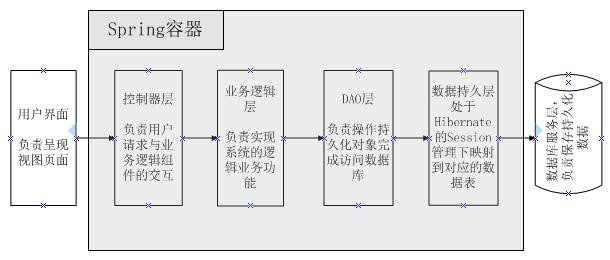 Spring容器
用户界面
负责呈现
视图页面
控制器层
负责用户
请求与业
务逻辑组
件的交互
业务逻辑
层
负责实现
系统的逻
辑业务功
能
DAO层
负责操作持
久化对象完
成访问数据
库
数据持久层
处于
Hibernate
的Session
管理下映射
到对应的数
据表
数据库服务层，
负责保存持久化
数据